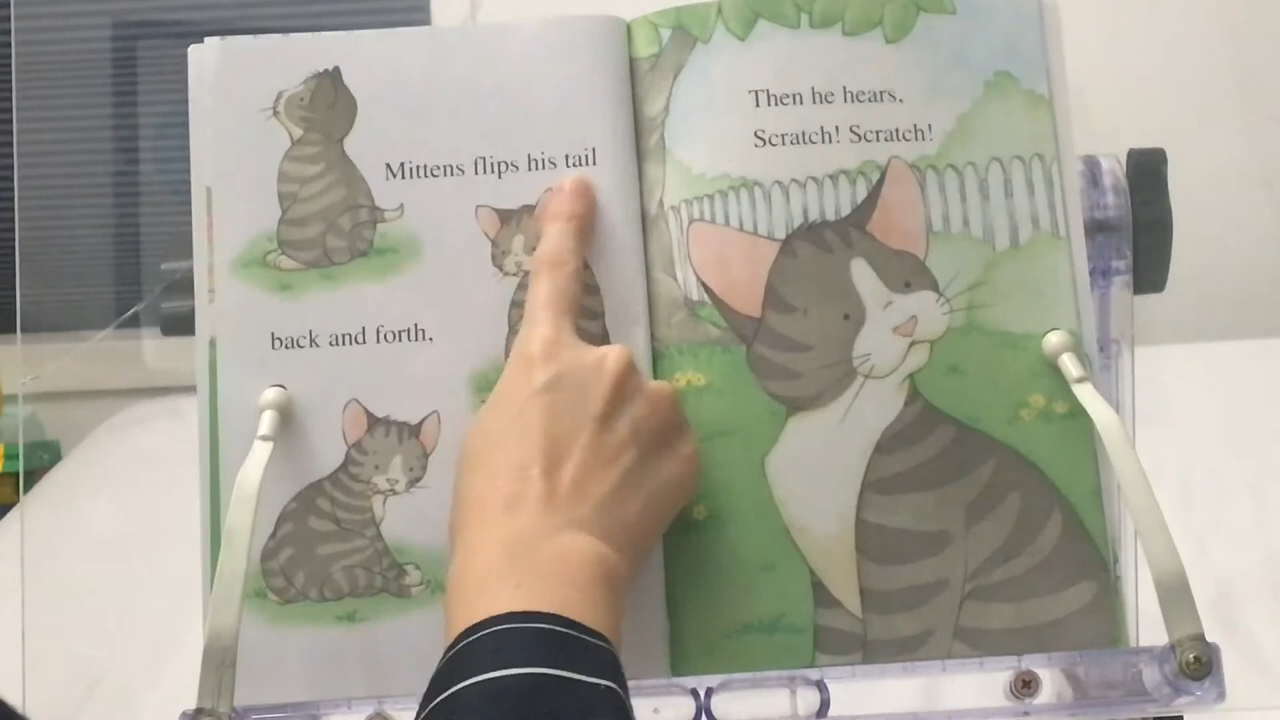 Mittens flips his tail
back and forth,
Then he hears,
Scratch! Scratch!